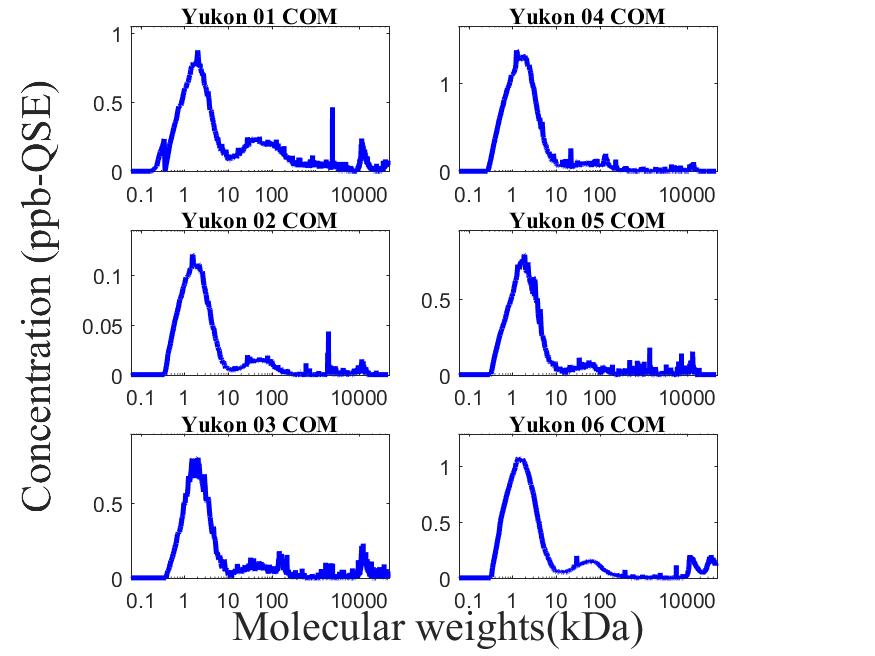 Yukon 01 COM
1
0.5
0
0.1 1 10 100 10000
Yukon 04 COM
1
0
0.1 1 10 100 10000
Yukon 02 COM
0.1
0.05
0
0.1 1 10 100 10000
Yukon 05 COM
0.5
0
0.1 1 10 100 10000
Yukon 03 COM
0.5
0
0.1 1 10 100 10000
Yukon 06 COM
1
0.5
0
0.1 1 10 100 10000
Concentration (ppb-QSE)
Molecular weights(kDa)